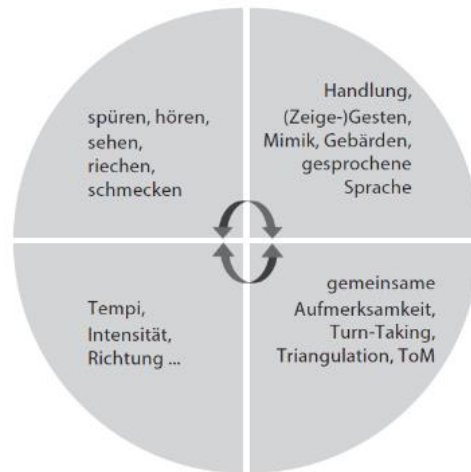 spüren, hören,
sehen,
riechen,
schmecken
Handlung,
(Zeige-)Gesten,
Mimik, Gebärden,
gesprochene
Sprache
Tempi,
Intensität,
Richtung ...
gemeinsame
Aufmerksamkeit,
Turn-Taking,
Triangulation, ToM